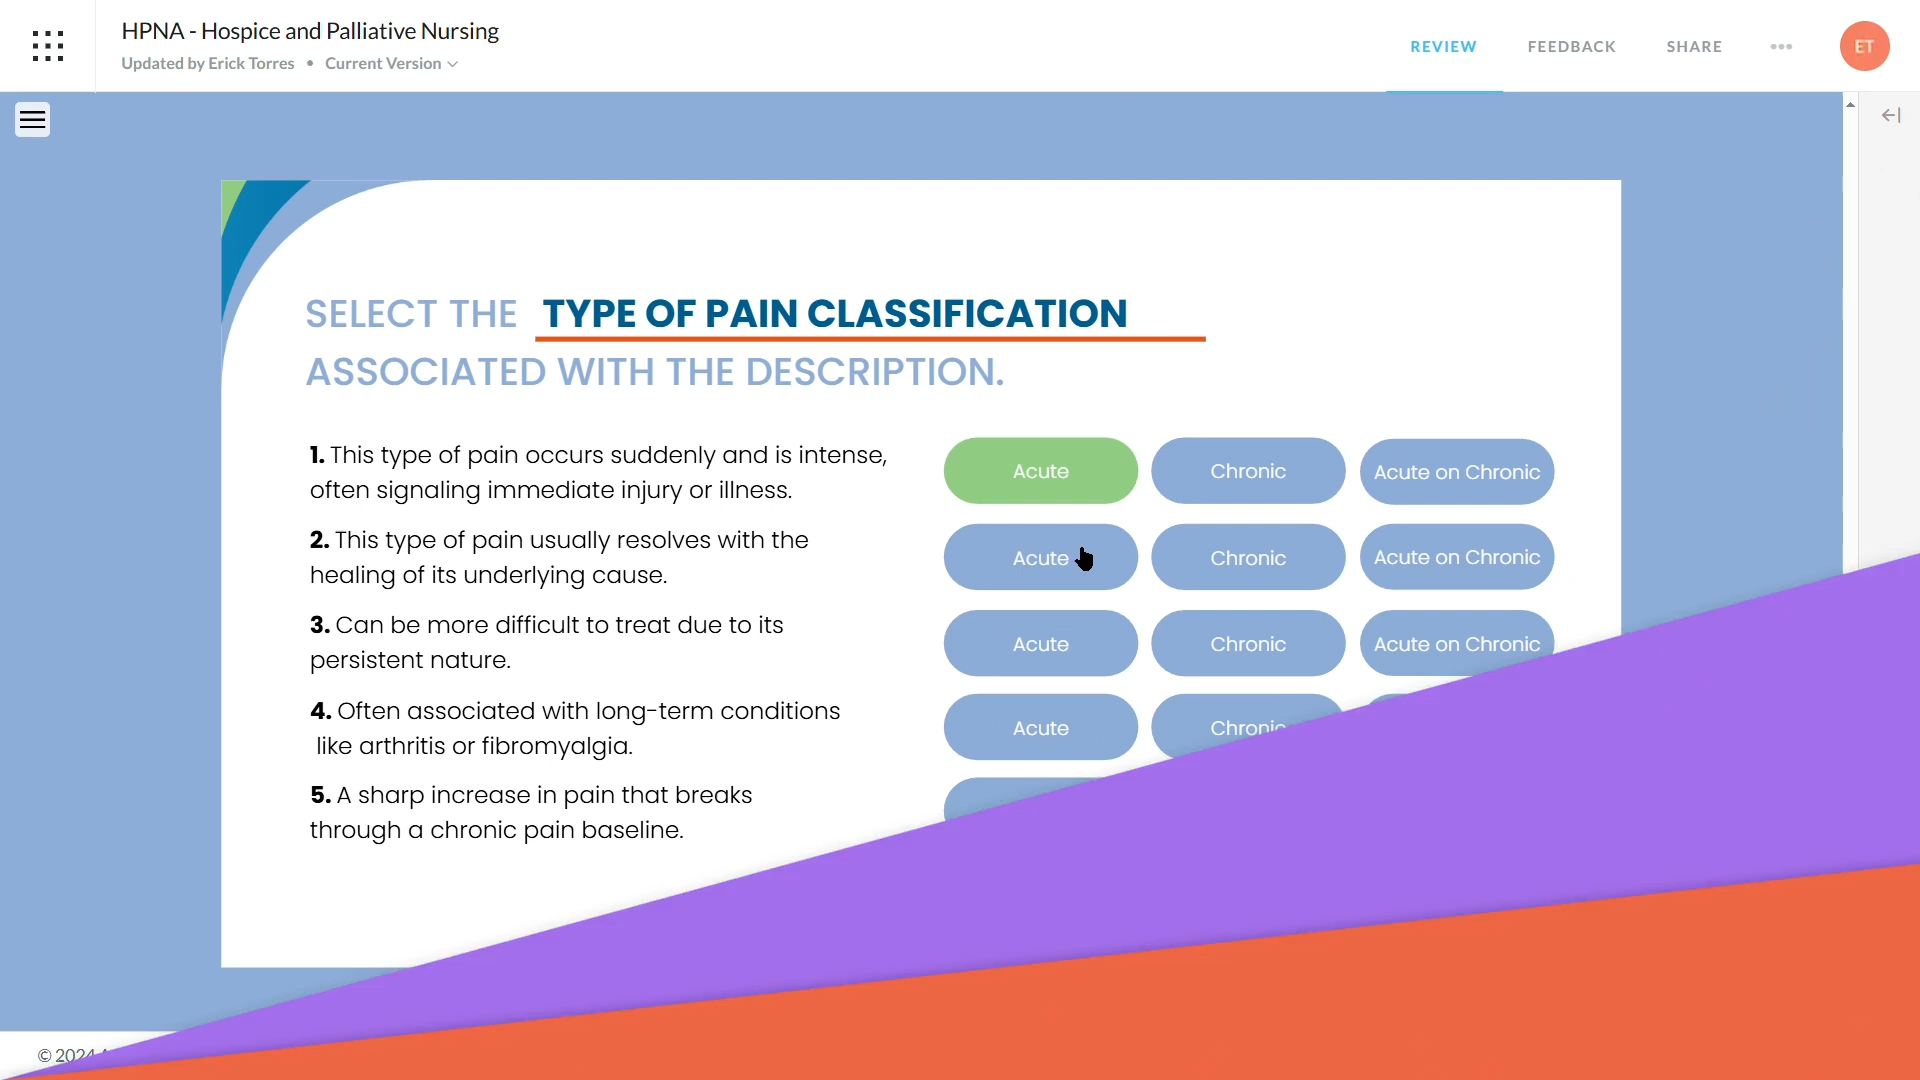 HPNA - Hospice and Palliative Nursing
Updated by Erick Torres • Current Version
REVIEW
FEEDBACK
SHARE
ET
SELECT THE TYPE OF PAIN CLASSIFICATION
ASSOCIATED WITH THE DESCRIPTION.
1. This type of pain occurs suddenly and is intense,
often signaling immediate injury or illness.
Acute
Chronic
Acute on Chronic
2. This type of pain usually resolves with the
healing of its underlying cause.
Acute
Chronic
Acute on Chronic
3. Can be more difficult to treat due to its
persistent nature.
Acute
Chronic
Acute on Chronic
4. Often associated with long-term conditions
like arthritis or fibromyalgia.
Acute
Chronic
5. A sharp increase in pain that breaks
through a chronic pain baseline.
© 2024